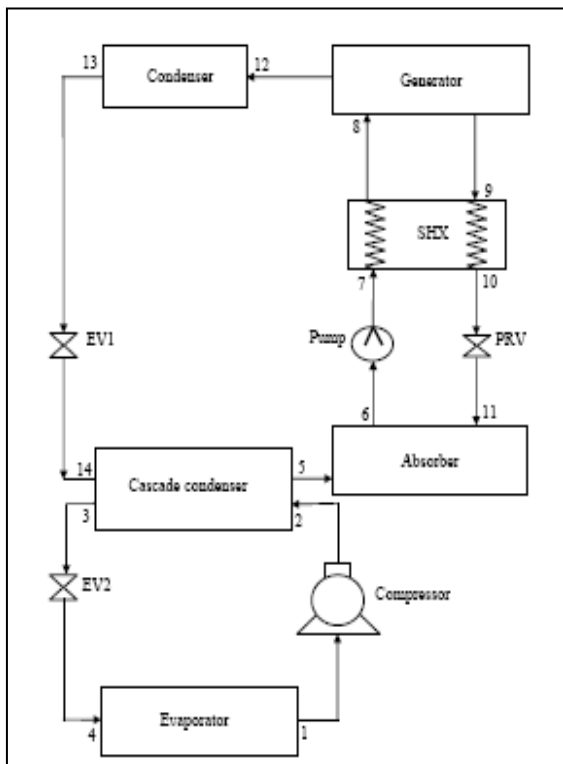 13
Condenser
12
Generator
8
9
SHX
7
10
EV1
Pump
PRV
6
11
14
Cascade condenser
5
Absorber
3
2
EV2
Compressor
4
Evaporator
1